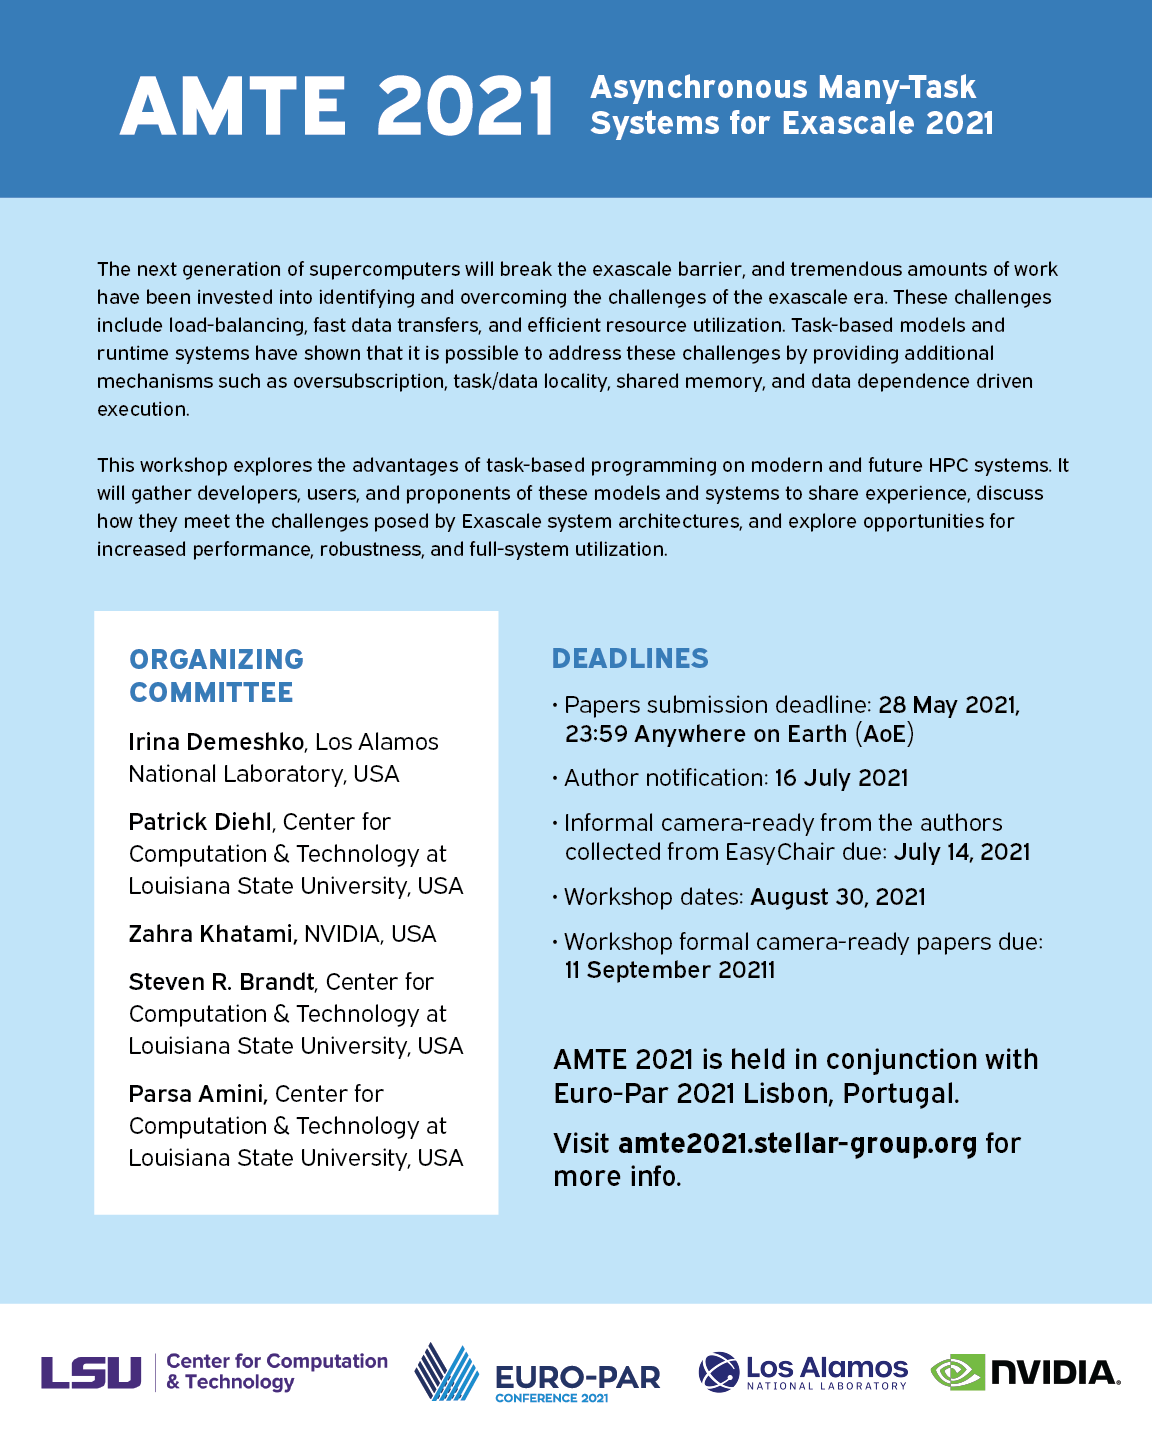 AMTE 2021
Asynchronous Many-Task
Systems for Exascale 2021
The next generation of supercomputers will break the exascale barrier, and tremendous amounts of work
have been invested into identifying and overcoming the challenges of the exascale era. These challenges
include load-balancing, fast data transfers, and efficient resource utilization. Task-based models and
runtime systems have shown that it is possible to address these challenges by providing additional
mechanisms such as oversubscription, task/data locality, shared memory, and data dependence driven
execution.
This workshop explores the advantages of task-based programming on modern and future HPC systems. It
will gather developers, users, and proponents of these models and systems to share experience, discuss
how they meet the challenges posed by Exascale system architectures, and explore opportunities for
increased performance, robustness, and full-system utilization.
ORGANIZING
COMMITTEE
Irina Demeshko, Los Alamos
National Laboratory, USA
Patrick Diehl, Center for
Computation & Technology at
Louisiana State University, USA
Zahra Khatami, NVIDIA, USA
Steven R. Brandt, Center for
Computation & Technology at
Louisiana State University, USA
Parsa Amini, Center for
Computation & Technology at
Louisiana State University, USA
DEADLINES
• Papers submission deadline: 28 May 2021,
23:59 Anywhere on Earth (AoE)
• Author notification: 16 July 2021
• Informal camera-ready from the authors
collected from EasyChair due: July 14, 2021
• Workshop dates: August 30, 2021
• Workshop formal camera-ready papers due:
11 September 20211
AMTE 2021 is held in conjunction with
Euro-Par 2021 Lisbon, Portugal.
Visit amte2021.stellar-group.org for
more info.
LSU
Center for Computation
& Technology
EURO-PAR
CONFERENCE 2021
Los Alamos
NATIONAL LABORATORY
NVIDIA®